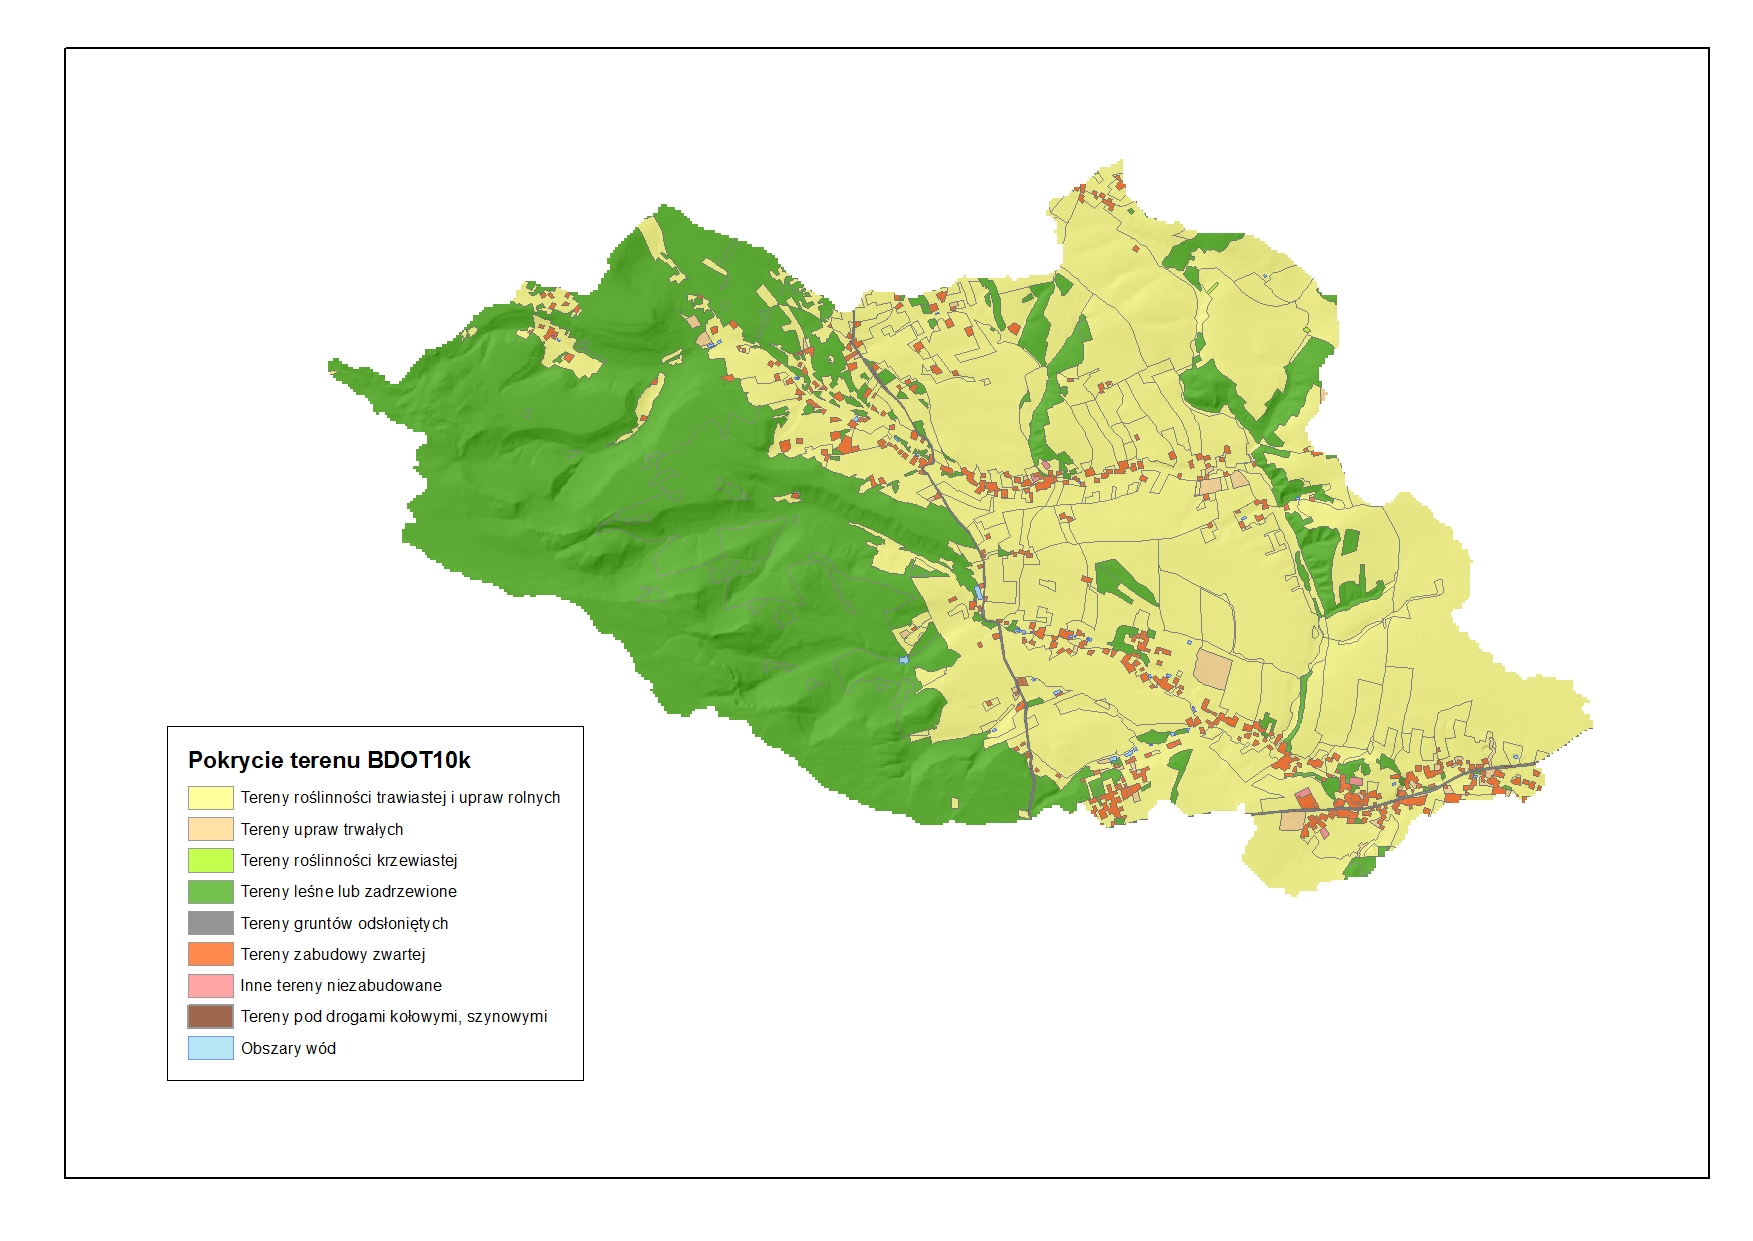 Pokrycie terenu BDOT10k
Tereny roślinności trawiastej i upraw rolnych
Tereny upraw trwałych
Tereny roślinności krzewiastej
Tereny leśne lub zadrzewione
Tereny gruntów odsłoniętych
Tereny zabudowy zwartej
Inne tereny niezabudowane
Tereny pod drogami kołowymi, szynowymi
Obszary wód